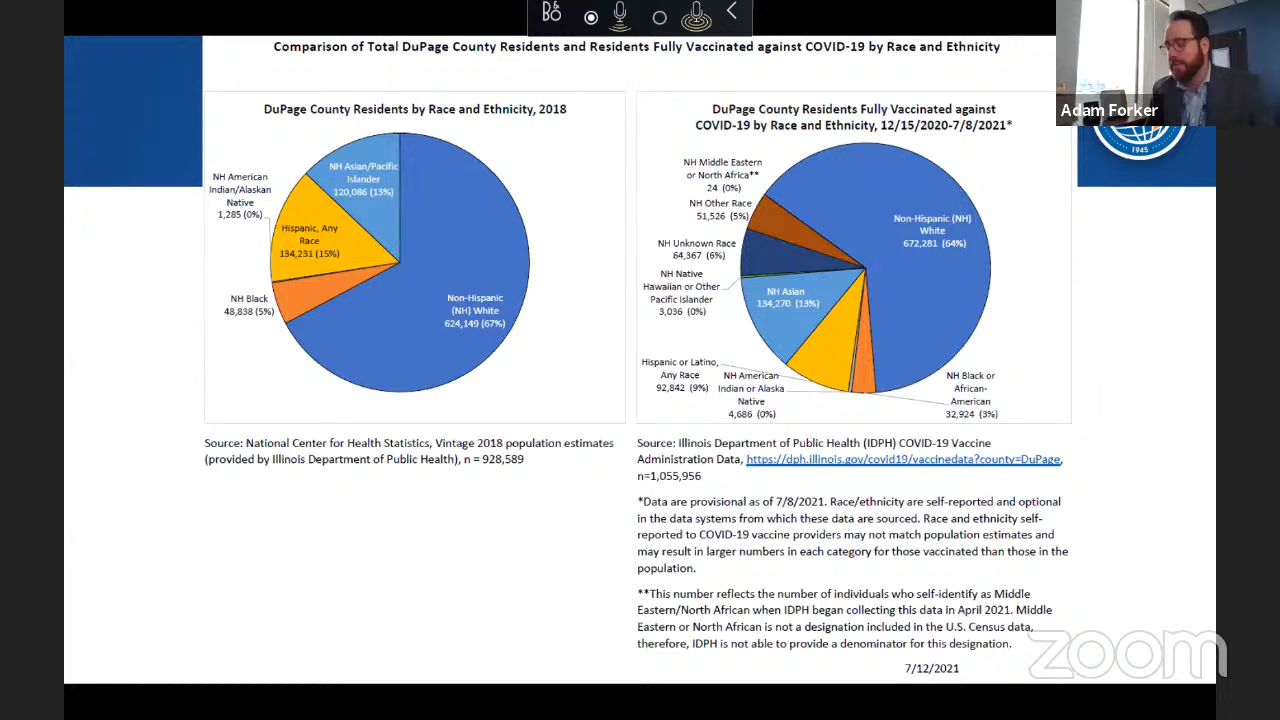 Comparison of Total DuPage County Residents and Residents Fully Vaccinated against COVID-19 by Race and Ethnicity
Adam Forker
1945
DuPage County Residents by Race and Ethnicity, 2018
NH Asian/Pacific
Islander
120,086 (13%)
NH American
Indian/Alaskan
Native
1,285 (0%)
Hispanic, Any
Race
134,231 (15%)
NH Black
48,838 (5%)
Non-Hispanic
(NH) White
624,149 (67%)
Source: National Center for Health Statistics, Vintage 2018 population estimates
(provided by Illinois Department of Public Health), n = 928,589
DuPage County Residents Fully Vaccinated against
COVID-19 by Race and Ethnicity, 12/15/2020-7/8/2021*
NH Middle Eastern
or North Africa**
24 (0%)
NH Other Race
51,526 (5%)
NH Unknown Race
64,367 (6%)
NH Native
Hawaiian or Other
Pacific Islander
3,036 (0%)
Non-Hispanic (NH)
White
672,281 (64%)
NH Asian
134,270 (13%)
Hispanic or Latino,
Any Race
92,842 (9%)
NH American
Indian or Alaska
Native
4,686 (0%)
NH Black or
African-
American
32,924 (3%)
Source: Illinois Department of Public Health (IDPH) COVID-19 Vaccine
Administration Data, https://dph.illinois.gov/covid19/vaccinedata?county=DuPage,
n=1,055,956
*Data are provisional as of 7/8/2021. Race/ethnicity are self-reported and optional
in the data systems from which these data are sourced. Race and ethnicity self-
reported to COVID-19 vaccine providers may not match population estimates and
may result in larger numbers in each category for those vaccinated than those in the
population.
**This number reflects the number of individuals who self-identify as Middle
Eastern/North African when IDPH began collecting this data in April 2021. Middle
Eastern or North African is not a designation included in the U.S. Census data,
therefore, IDPH is not able to provide a denominator for this designation.
7/12/2021
zoom